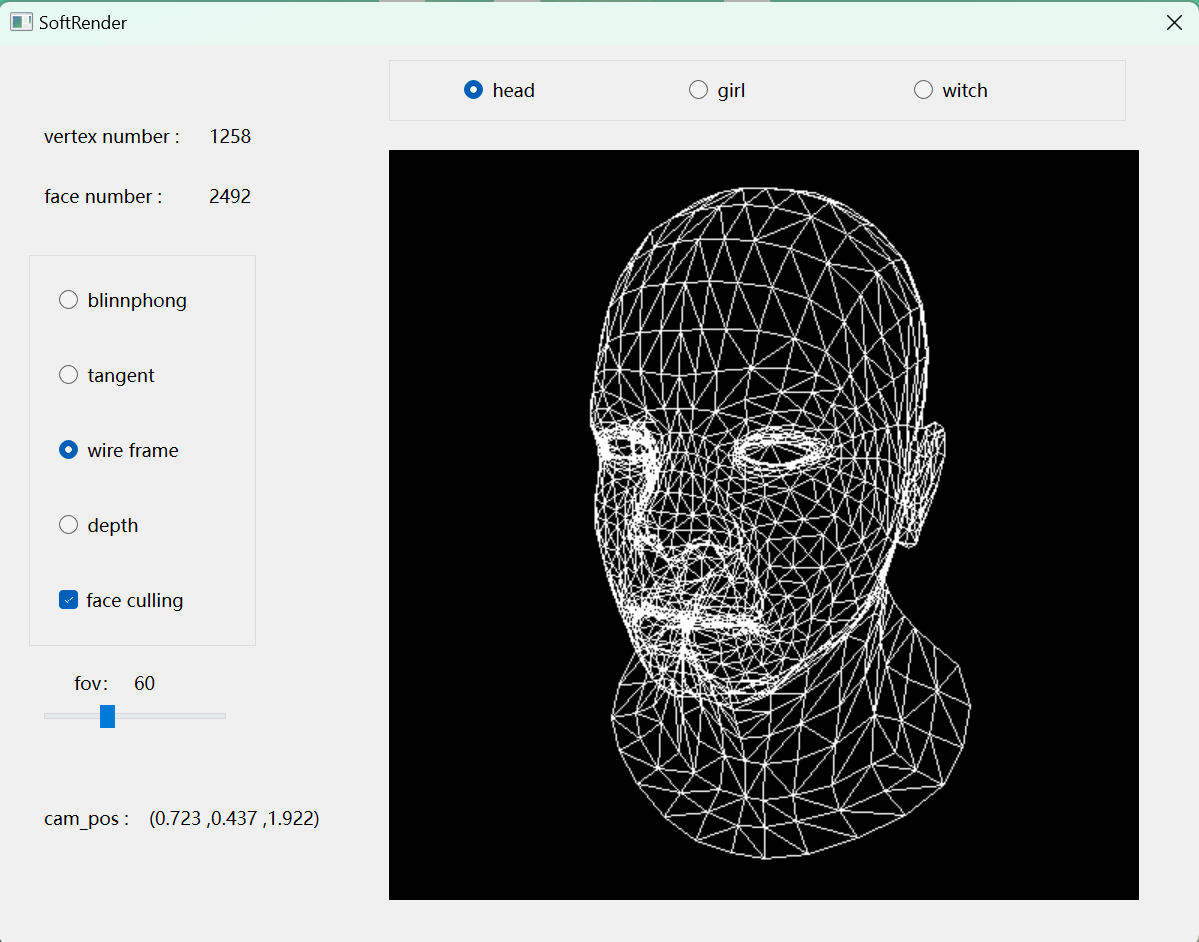 SoftRender
head girl witch
vertex number : 1258
face number : 2492
blinnphong
tangent
wire frame
depth
face culling
fov: 60
cam_pos : (0.723 ,0.437 ,1.922)